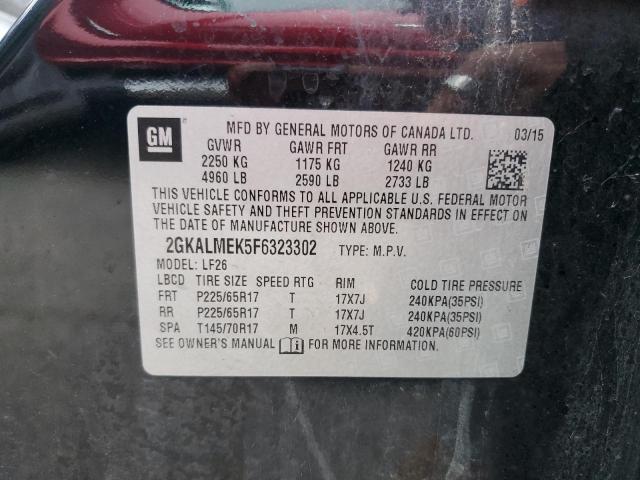 GM
MFD BY GENERAL MOTORS OF CANADA LTD. 03/15
GVWR GAWR FRT GAWR RR
2250 KG 1175 KG 1240 KG
4960 LB 2590 LB 2733 LB
THIS VEHICLE CONFORMS TO ALL APPLICABLE U.S. FEDERAL MOTOR
VEHICLE SAFETY AND THEFT PREVENTION STANDARDS IN EFFECT ON
THE DATE OF MANUFACTURE SHOWN ABOVE.
2GKALMEK5F6323302 TYPE: M.P.V.
MODEL: LF26
LBCD TIRE SIZE SPEED RTG RIM COLD TIRE PRESSURE
FRT P225/65R17 T 17X7J 240KPA(35PSI)
RR P225/65R17 T 17X7J 240KPA(35PSI)
SPA T145/70R17 M 17X4.5T 420KPA(60PSI)
SEE OWNER'S MANUAL FOR MORE INFORMATION.